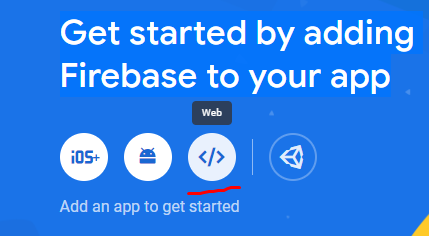 Get started by adding
Firebase to your app
Web
iOS+
</>
Add an app to get started